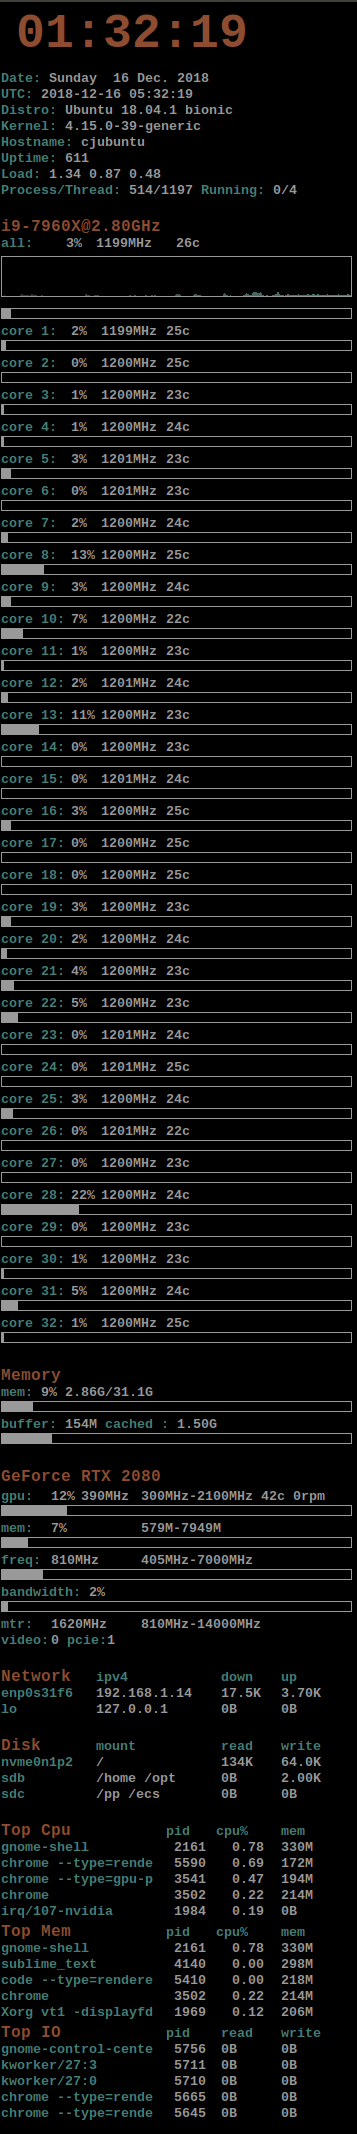 01:32:19
Date: Sunday  16 Dec. 2018
UTC: 2018-12-16 05:32:19
Distro: Ubuntu 18.04.1 bionic
Kernel: 4.15.0-39-generic
Hostname: cjubuntu
Uptime: 611
Load: 1.34 0.87 0.48
Process/Thread: 514/1197 Running: 0/4
i9-7960X@2.80GHz
all: 3% 1199MHz 26c
core 1: 2% 1199MHz 25c
core 2: 0% 1200MHz 25c
core 3: 1% 1200MHz 23c
core 4: 1% 1200MHz 24c
core 5: 3% 1201MHz 23c
core 6: 0% 1201MHz 23c
core 7: 2% 1200MHz 24c
core 8: 13% 1200MHz 25c
core 9: 3% 1200MHz 24c
core 10: 7% 1200MHz 22c
core 11: 1% 1200MHz 23c
core 12: 2% 1201MHz 24c
core 13: 11% 1200MHz 23c
core 14: 0% 1200MHz 23c
core 15: 0% 1201MHz 24c
core 16: 3% 1200MHz 25c
core 17: 0% 1200MHz 25c
core 18: 0% 1200MHz 25c
core 19: 3% 1200MHz 23c
core 20: 2% 1200MHz 24c
core 21: 4% 1200MHz 23c
core 22: 5% 1200MHz 23c
core 23: 0% 1201MHz 24c
core 24: 0% 1201MHz 25c
core 25: 3% 1200MHz 24c
core 26: 0% 1201MHz 22c
core 27: 0% 1200MHz 23c
core 28: 22% 1200MHz 24c
core 29: 0% 1200MHz 23c
core 30: 1% 1200MHz 23c
core 31: 5% 1200MHz 24c
core 32: 1% 1200MHz 25c
Memory
mem: 9% 2.86G/31.1G
buffer: 154M cached : 1.50G
GeForce RTX 2080
gpu: 12% 390MHz 300MHz-2100MHz 42c 0rpm
mem: 7% 579M-7949M
freq: 810MHz 405MHz-7000MHz
bandwidth: 2%
mtr: 1620MHz 810MHz-14000MHz
video:0 pcie:1
Network ipv4 down up
enp0s31f6 192.168.1.14 17.5K 3.70K
lo 127.0.0.1 0B 0B
Disk mount read write
nvme0n1p2 / 134K 64.0K
sdb /home /opt 0B 2.00K
sdc /pp /ecs 0B 0B
Top Cpu pid cpu% mem
gnome-shell 2161 0.78 330M
chrome --type=rende 5590 0.69 172M
chrome --type=gpu-p 3541 0.47 194M
chrome 3502 0.22 214M
irq/107-nvidia 1984 0.19 0B
Top Mem pid cpu% mem
gnome-shell 2161 0.78 330M
sublime_text 4140 0.00 298M
code --type=rendere 5410 0.00 218M
chrome 3502 0.22 214M
Xorg vt1 -displayfd 1969 0.12 206M
Top IO pid read write
gnome-control-cente 5756 0B 0B
kworker/27:3 5711 0B 0B
kworker/27:0 5710 0B 0B
chrome --type=rende 5665 0B 0B
chrome --type=rende 5645 0B 0B